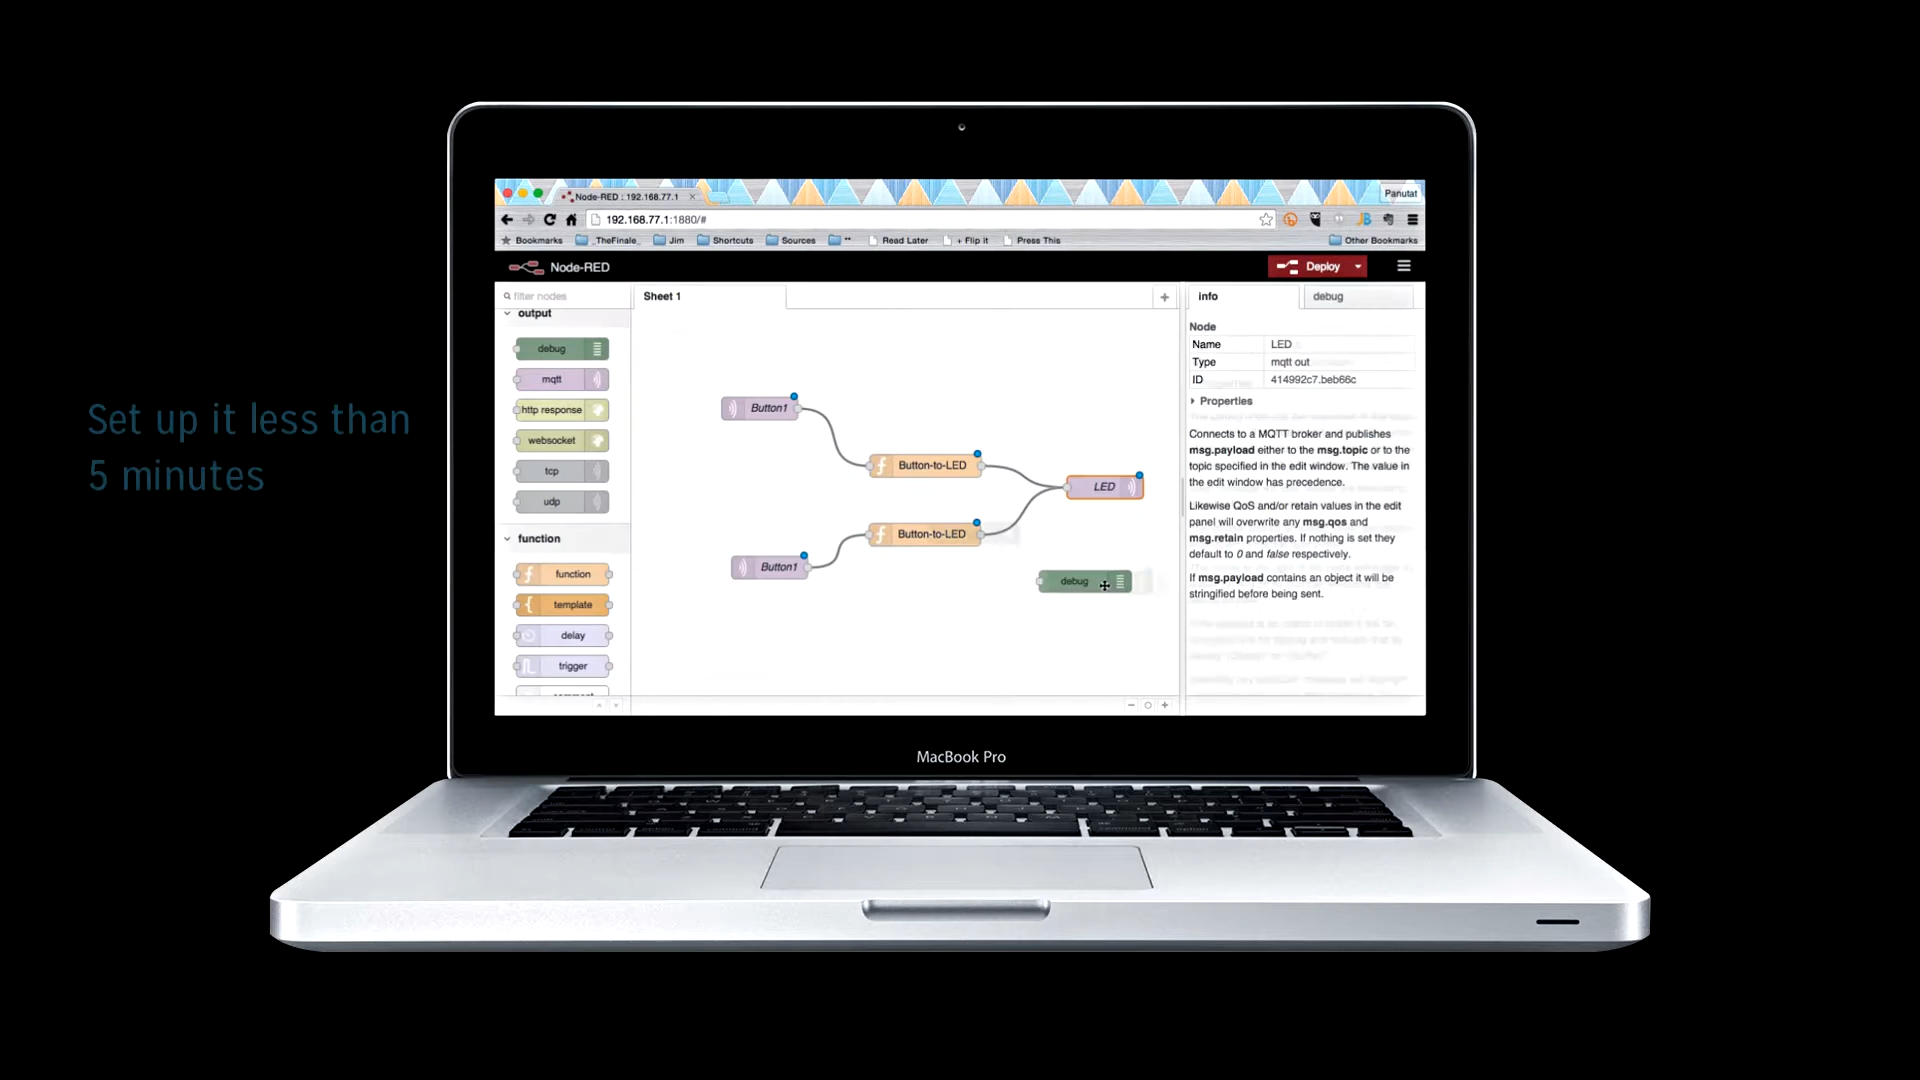 Set up it less than
5 minutes
Node-RED : 192.168.77.1
Panutat
192.168.77.1:1880/#
Bookmarks
_TheFinale_
Jim
Shortcuts
Sources
Read Later
+ Flip it
Press This
Other Bookmarks
Node-RED
Deploy
filter nodes
output
debug
mqtt
http response
websocket
tcp
udp
function
function
template
delay
trigger
Sheet 1
Button1
Button-to-LED
LED
Button-to-LED
Button1
debug
info
debug
Node
Name LED
Type mqtt out
ID 414992c7.beb66c
Properties
Connects to a MQTT broker and publishes
msg.payload either to the msg.topic or to the
topic specified in the edit window. The value in
the edit window has precedence.
Likewise QoS and/or retain values in the edit
panel will overwrite any msg.qos and
msg.retain properties. If nothing is set they
default to 0 and false respectively.
If msg.payload contains an object it will be
stringified before being sent.
MacBook Pro